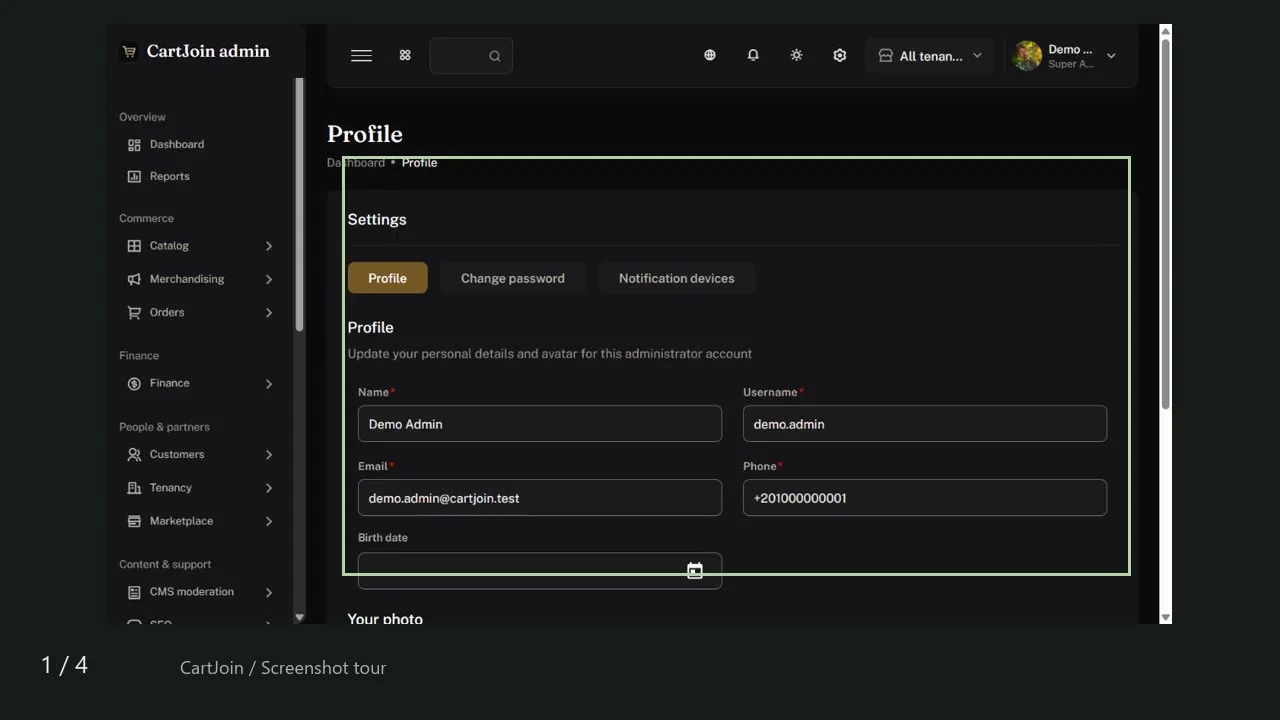 CartJoin admin
All tenan...
Demo ...
Super A...
Overview
Dashboard
Reports
Commerce
Catalog
Merchandising
Orders
Finance
Finance
People & partners
Customers
Tenancy
Marketplace
Content & support
CMS moderation
SEO
Profile
Dashboard • Profile
Settings
Profile
Change password
Notification devices
Profile
Update your personal details and avatar for this administrator account
Name*
Demo Admin
Username*
demo.admin
Email*
demo.admin@cartjoin.test
Phone*
+201000000001
Birth date
Your photo
1 / 4
CartJoin / Screenshot tour